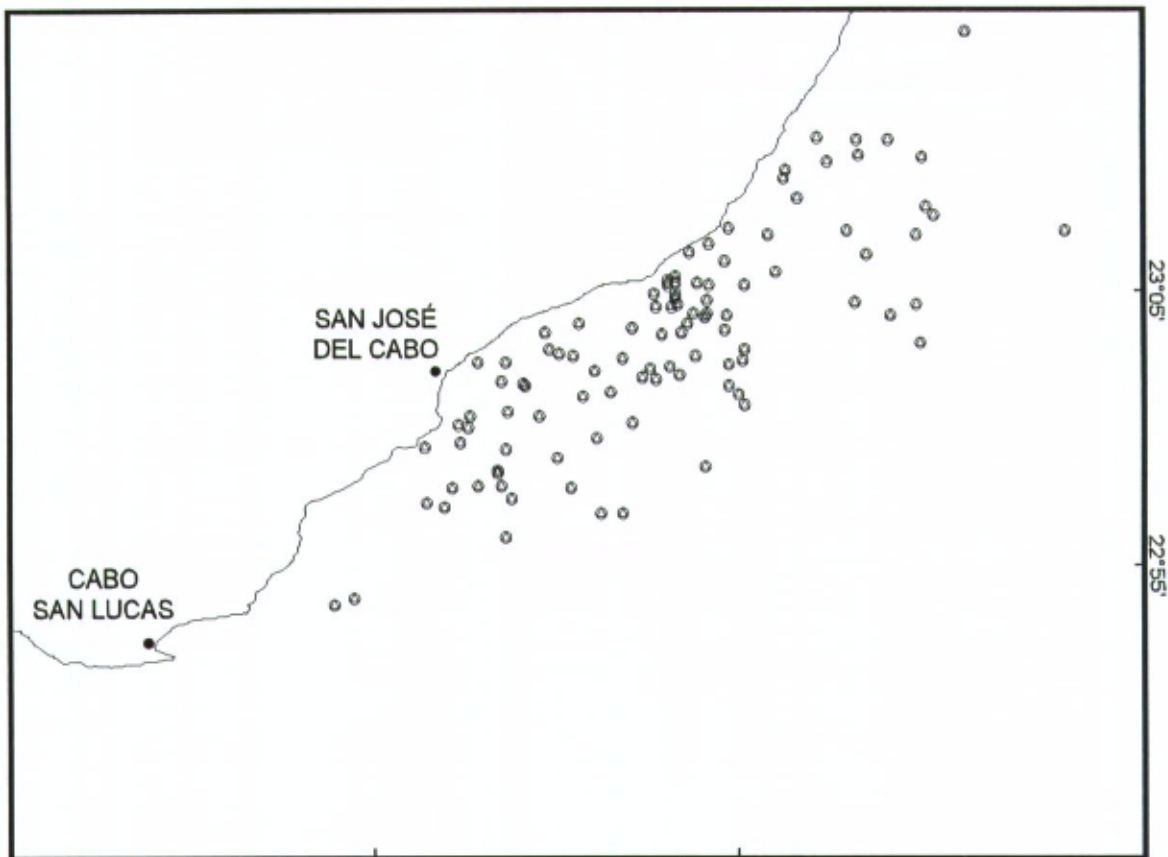 SAN JOSÉ
DEL CABO
23°05'
CABO
SAN LUCAS
22°55'